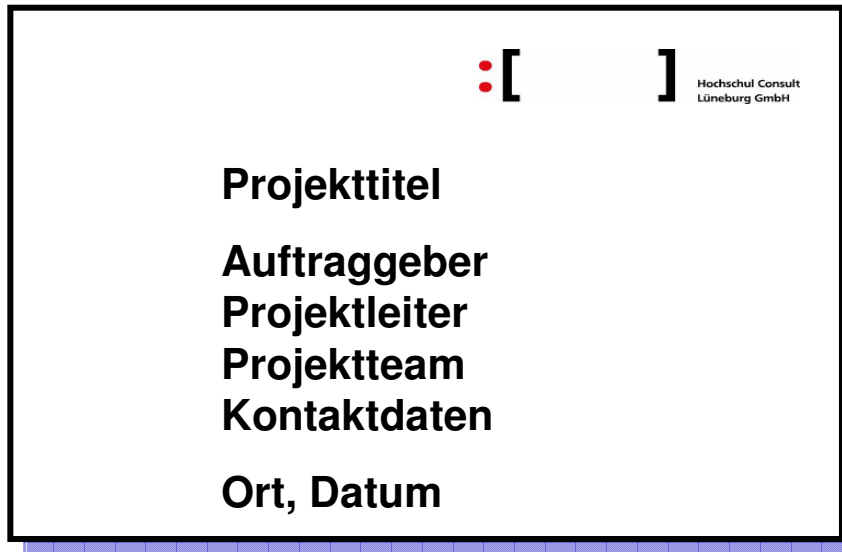 :[ ]
Hochschul Consult
Lüneburg GmbH
Projekttitel
Auftraggeber
Projektleiter
Projektteam
Kontaktdaten
Ort, Datum